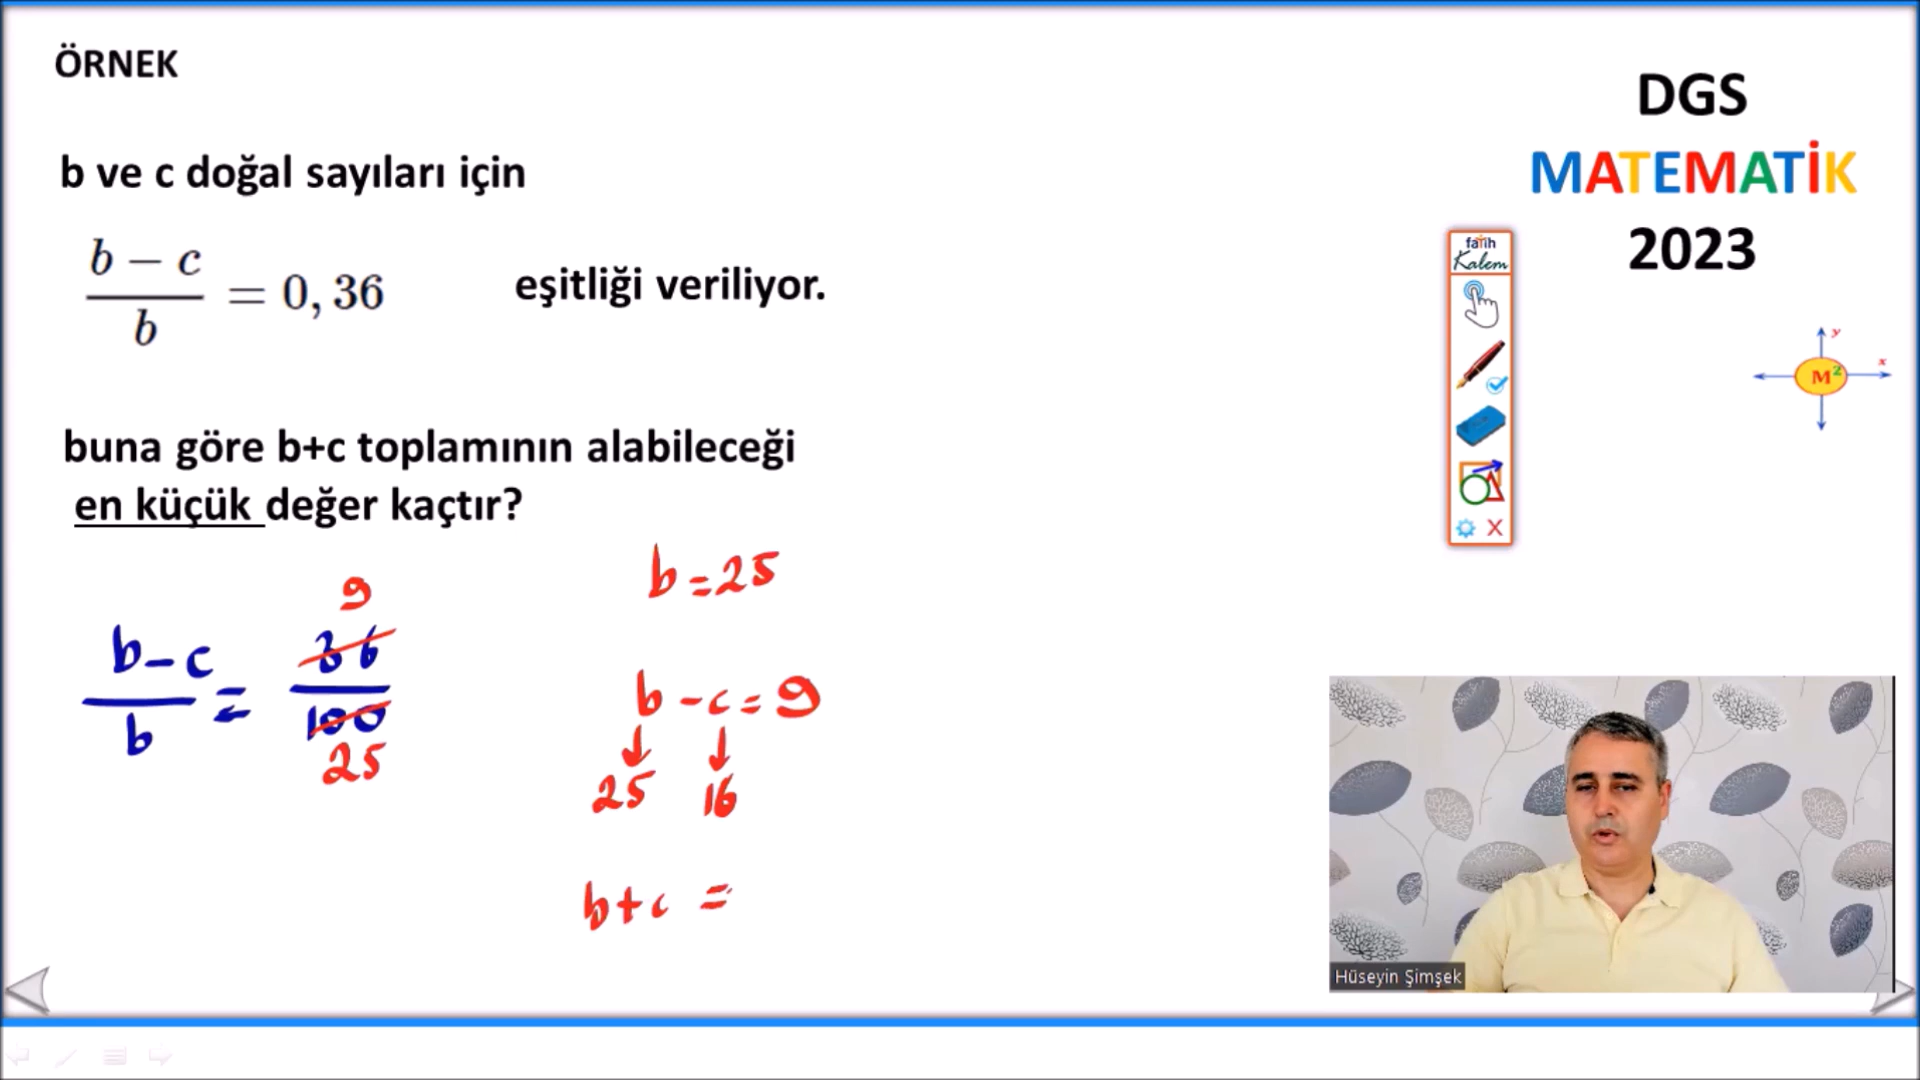 ÖRNEK
DGS
MATEMATİK
2023
b ve c doğal sayıları için
b − c
b
= 0, 36
eşitliği veriliyor.
fatih
Kalem
y
x
M²
buna göre b+c toplamının alabileceği
en küçük değer kaçtır?
b=25
9
b-c
b
=
36
100
25
b-c=9
25 16
b+c =
Hüseyin Şimşek